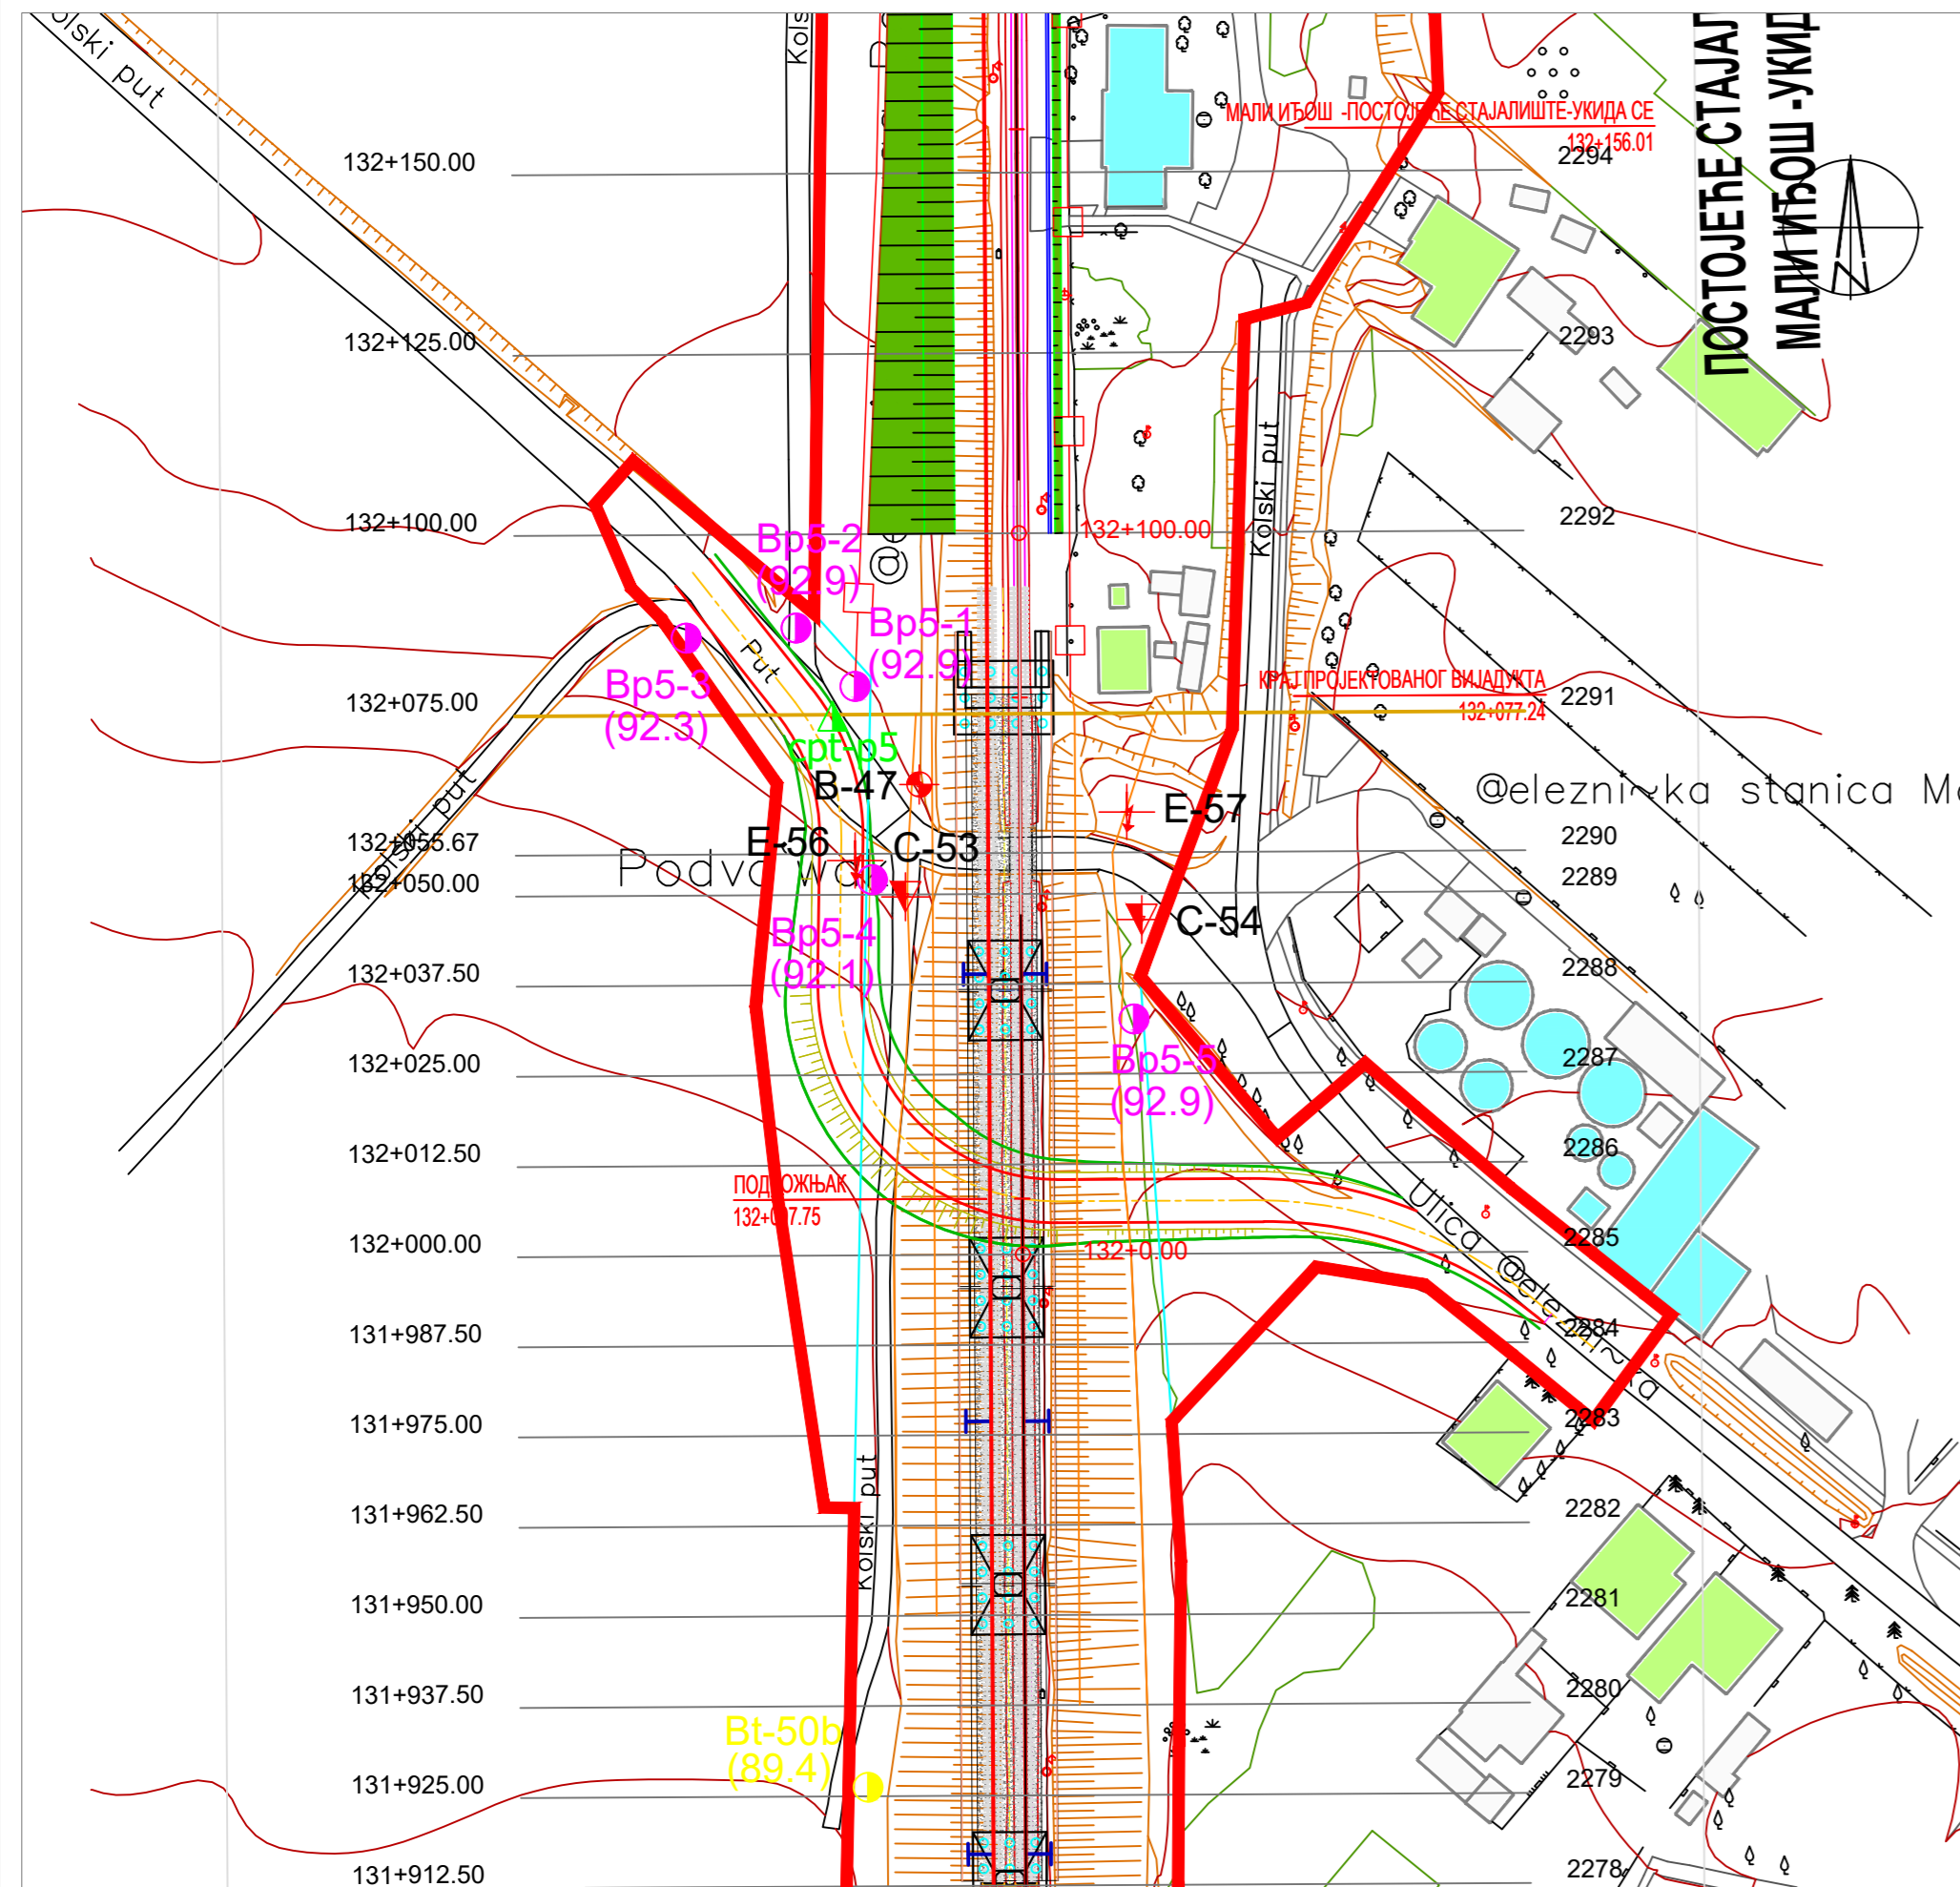 Kolski put
Kols
ПОСТОЈЕЋЕ СТАЈАЛ
МАЛИ ИЂОШ -УКИД
МАЛИ ИЂОШ -ПОСТОЈЕЋЕ СТАЈАЛИШТЕ-УКИДА СЕ
132+156.01
132+150.00
2294
132+125.00
2293
132+100.00
132+100.00
2292
Kolski put
@e
Bp5-2
(92.9)
Bp5-1
(92.9)
Put
Bp5-3
(92.3)
КРАЈ ПРОЈЕКТОВАНОГ ВИЈАДУКТА
132+077.24
132+075.00
2291
cpt-p5
B-47
E-57
@elezni~ka stanica Ma
Kolski put
E-56
C-53
132+055.67
2290
132+050.00
2289
C-54
Bp5-4
(92.1)
132+037.50
2288
Bp5-5
(92.9)
132+025.00
2287
132+012.50
2286
ПОДВОЖЊАК
Ulica @elezni~ka
132+000.00
132+0.00
2285
131+987.50
2284
131+975.00
2283
Kolski put
131+962.50
2282
131+950.00
2281
131+937.50
2280
Bt-50b
(89.4)
131+925.00
2279
131+912.50
2278